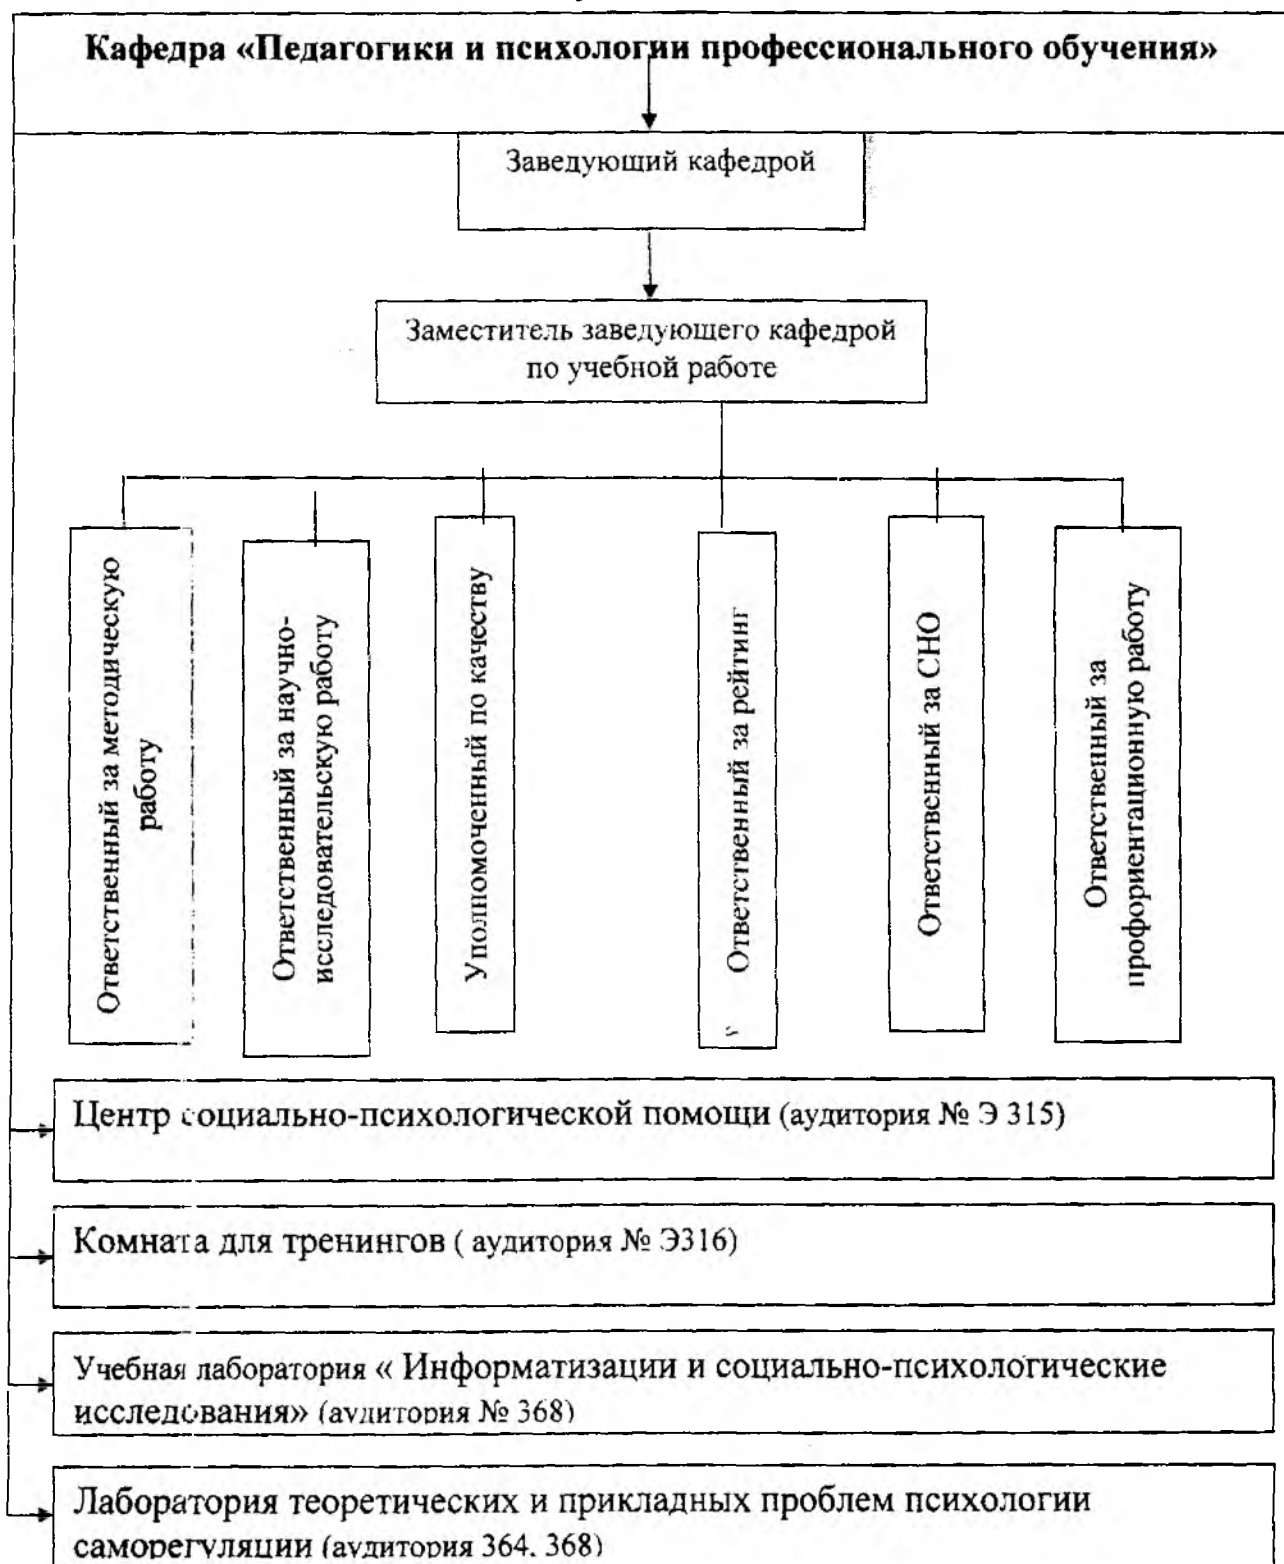 Кафедра «Педагогики и психологии профессионального обучения»
Заведующий кафедрой
Заместитель заведующего кафедрой
по учебной работе
Ответственный за методическую
работу
Ответственный за научно-
исследовательскую работу
Уполномоченный по качеству
Ответственный за рейтинг
Ответственный за СНО
Ответственный за
профориентационную работу
Центр социально-психологической помощи (аудитория № Э 315)
Комната для тренингов ( аудитория № Э316)
Учебная лаборатория « Информатизации и социально-психологические
исследования» (аудитория № 368)
Лаборатория теоретических и прикладных проблем психологии
саморегуляции (аудитория 364, 368)